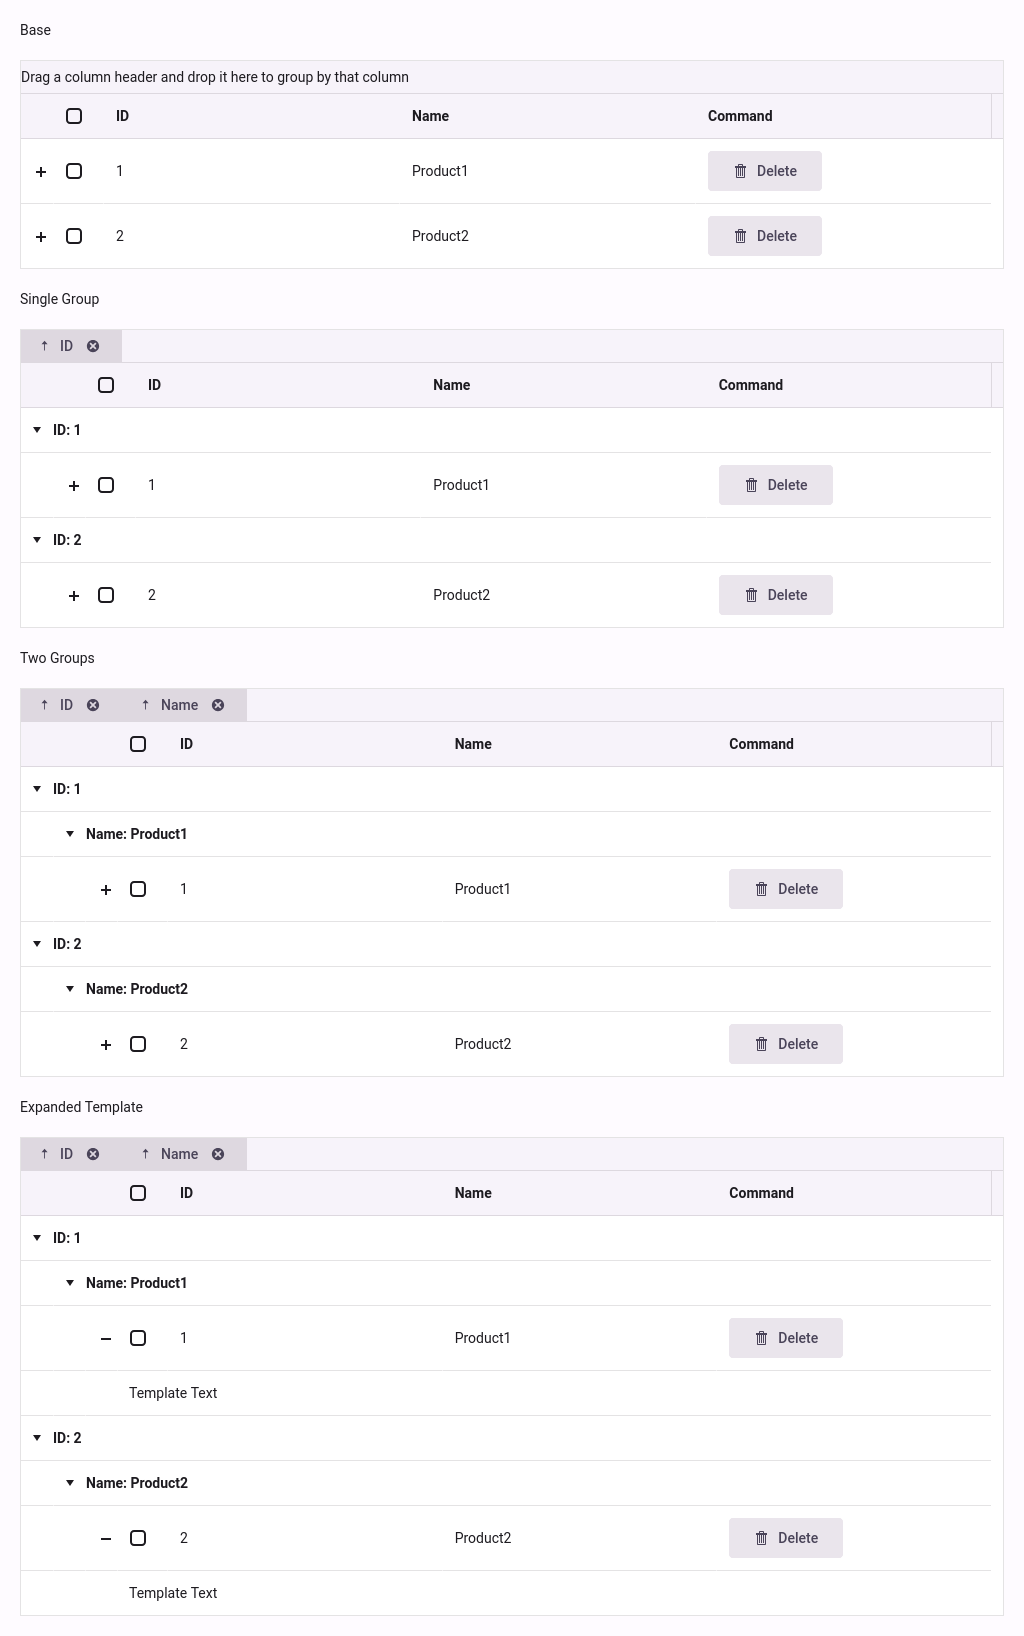 Base
Drag a column header and drop it here to group by that column
ID Name Command
1 Product1 Delete
2 Product2 Delete
Single Group
ID
ID Name Command
ID: 1
1 Product1 Delete
ID: 2
2 Product2 Delete
Two Groups
ID Name
ID Name Command
ID: 1
Name: Product1
1 Product1 Delete
ID: 2
Name: Product2
2 Product2 Delete
Expanded Template
ID Name
ID Name Command
ID: 1
Name: Product1
1 Product1 Delete
Template Text
ID: 2
Name: Product2
2 Product2 Delete
Template Text